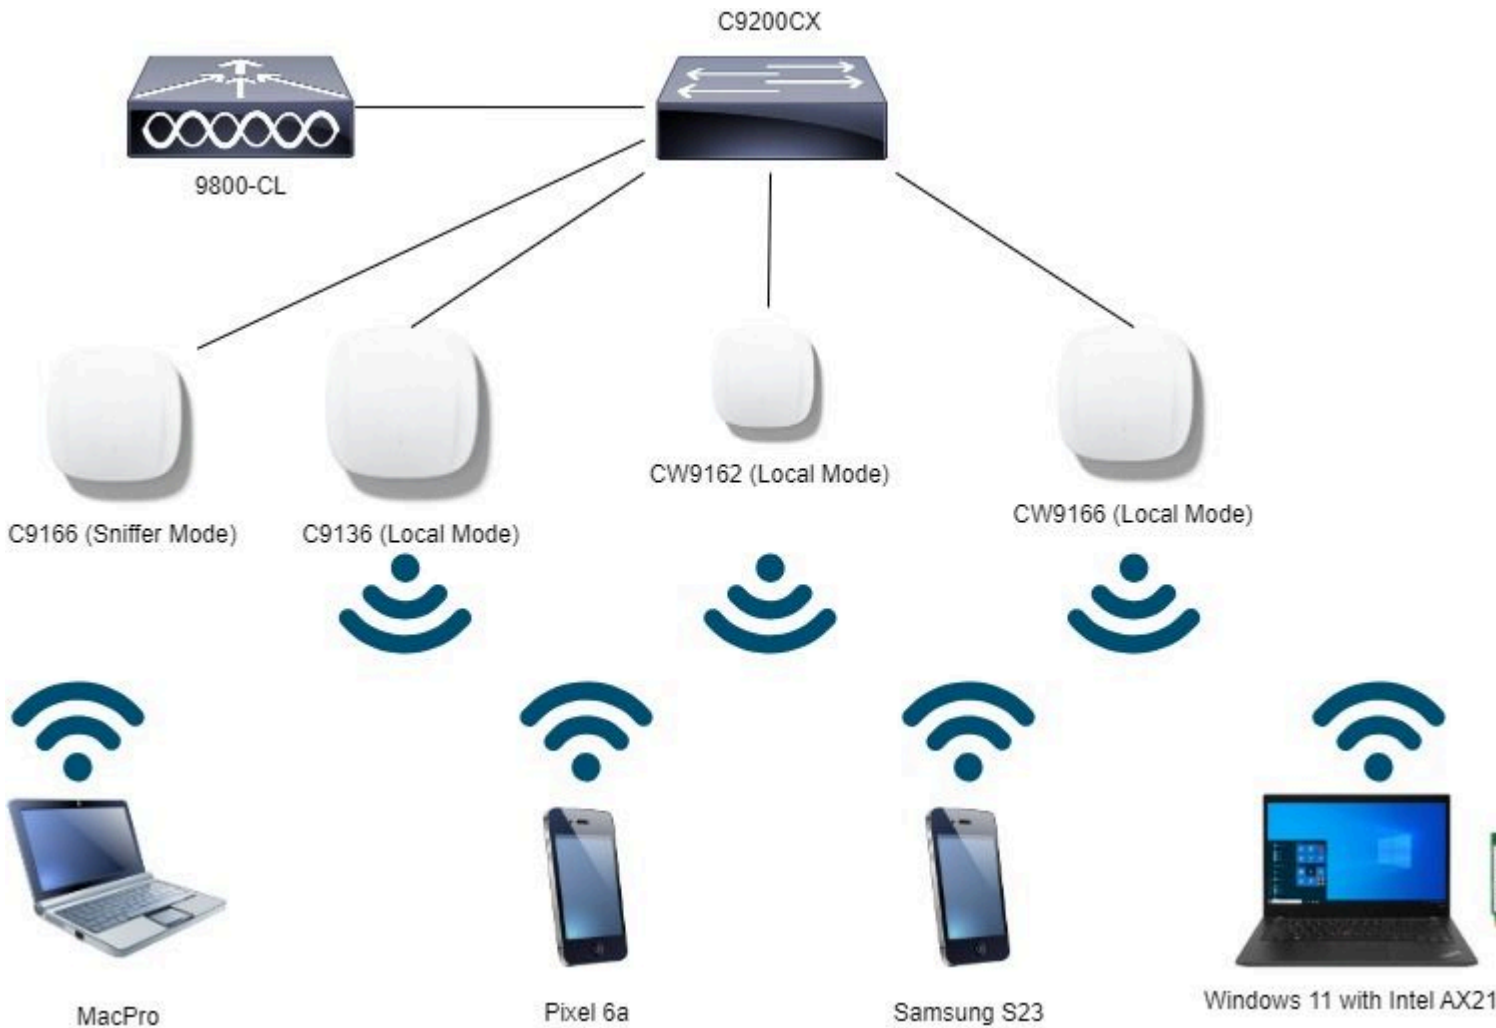 C9200CX
9800-CL
CW9162 (Local Mode)
CW9166 (Local Mode)
C9166 (Sniffer Mode)
C9136 (Local Mode)
MacPro
Pixel 6a
Samsung S23
Windows 11 with Intel AX21